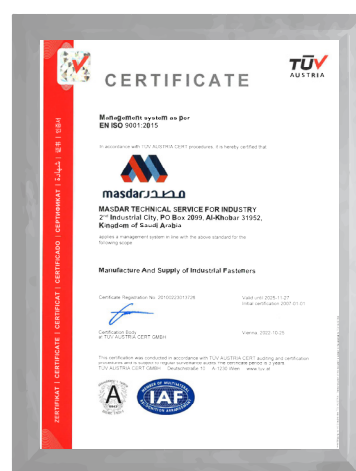 TÜV
AUSTRIA
CERTIFICATE
Management system as per
EN ISO 9001:2015
In accordance with TÜV AUSTRIA CERT procedures, it is hereby certified that
masdar مصدر
MASDAR TECHNICAL SERVICE FOR INDUSTRY
2nd Industrial City, PO Box 2099, Al-Khobar 31952,
Kingdom of Saudi Arabia
applies a management system in line with the above standard for the
following scope
Manufacture And Supply of Industrial Fasteners
Certificate Registration No.
Valid until 2025-11-27
Initial certification 2007-01-01
Certification Body
at TÜV AUSTRIA CERT GMBH
Vienna, 2022-10-25
This certification was conducted in accordance with TÜV AUSTRIA CERT auditing and certification
procedures and is subject to regular surveillance audits. The certificate period is 3 years
TÜV AUSTRIA CERT GMBH Deutschstraße 10 A-1230 Wien www.tuv.at
IAF
ZERTIFIKAT | CERTIFICATE | CERTIFICAT | CERTIFICADO | СЕРТИФИКАТ